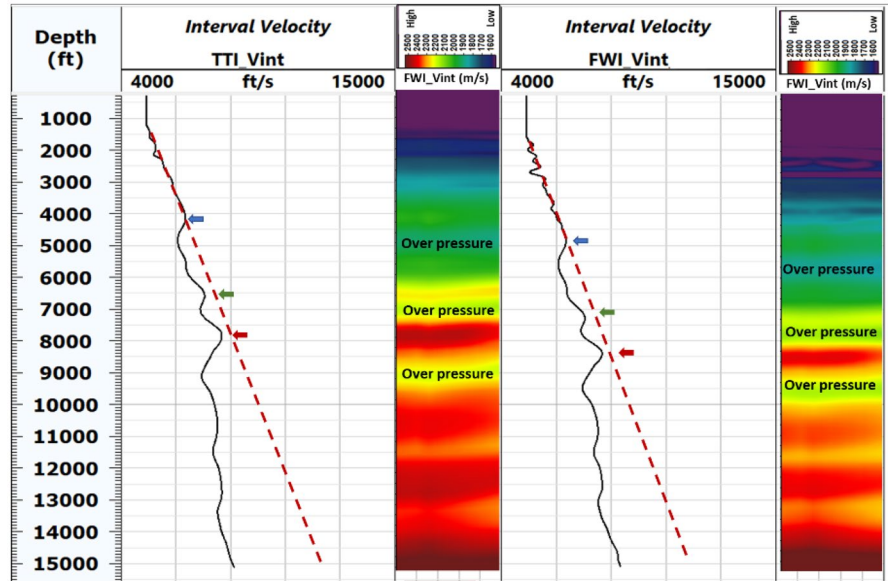 Depth
(ft)
Interval Velocity
TTI_Vint
4000 ft/s 15000
High Low
2500 2400 2300 2200 2100 2000 1900 1800 1700 1600
FWI_Vint (m/s)
Interval Velocity
FWI_Vint
4000 ft/s 15000
High Low
2500 2400 2300 2200 2100 2000 1900 1800 1700 1600
FWI_Vint (m/s)
1000
2000
3000
4000
5000
6000
7000
8000
9000
10000
11000
12000
13000
14000
15000
Over pressure
Over pressure
Over pressure
Over pressure
Over pressure
Over pressure